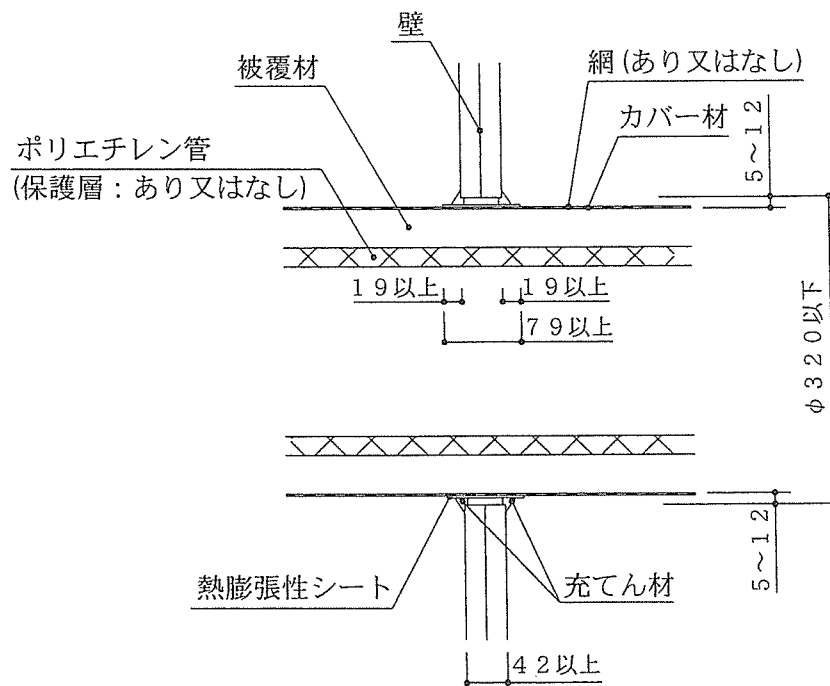 壁
網(あり又はなし)
被覆材
カバー材
5~12
ポリエチレン管
(保護層:あり又はなし)
19以上
19以上
79以上
φ320以下
熱膨張性シート
充てん材
5~12
42以上